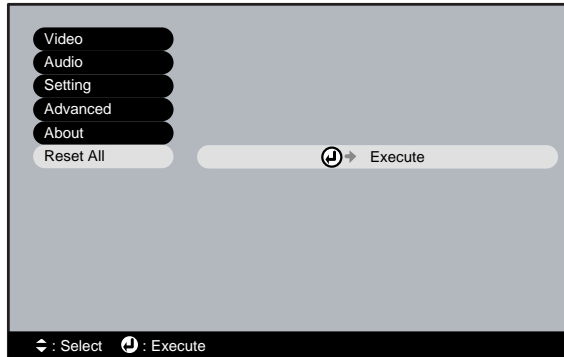 Video
Audio
Setting
Advanced
About
Reset All
Execute
: Select : Execute